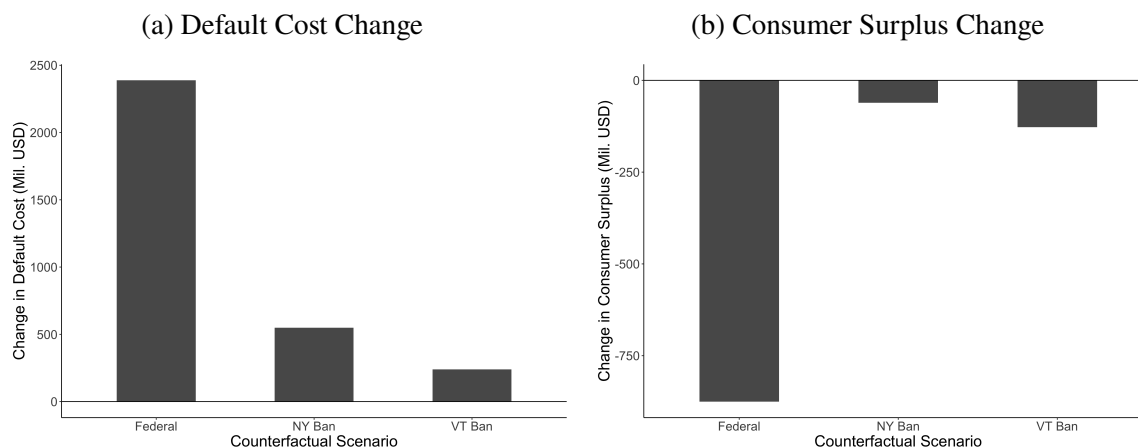 (a) Default Cost Change
2500
2000
1500
1000
500
0
Change in Default Cost (Mil. USD)
Federal NY Ban VT Ban
Counterfactual Scenario
(b) Consumer Surplus Change
0
-250
-500
-750
Change in Consumer Surplus (Mil. USD)
Federal NY Ban VT Ban
Counterfactual Scenario